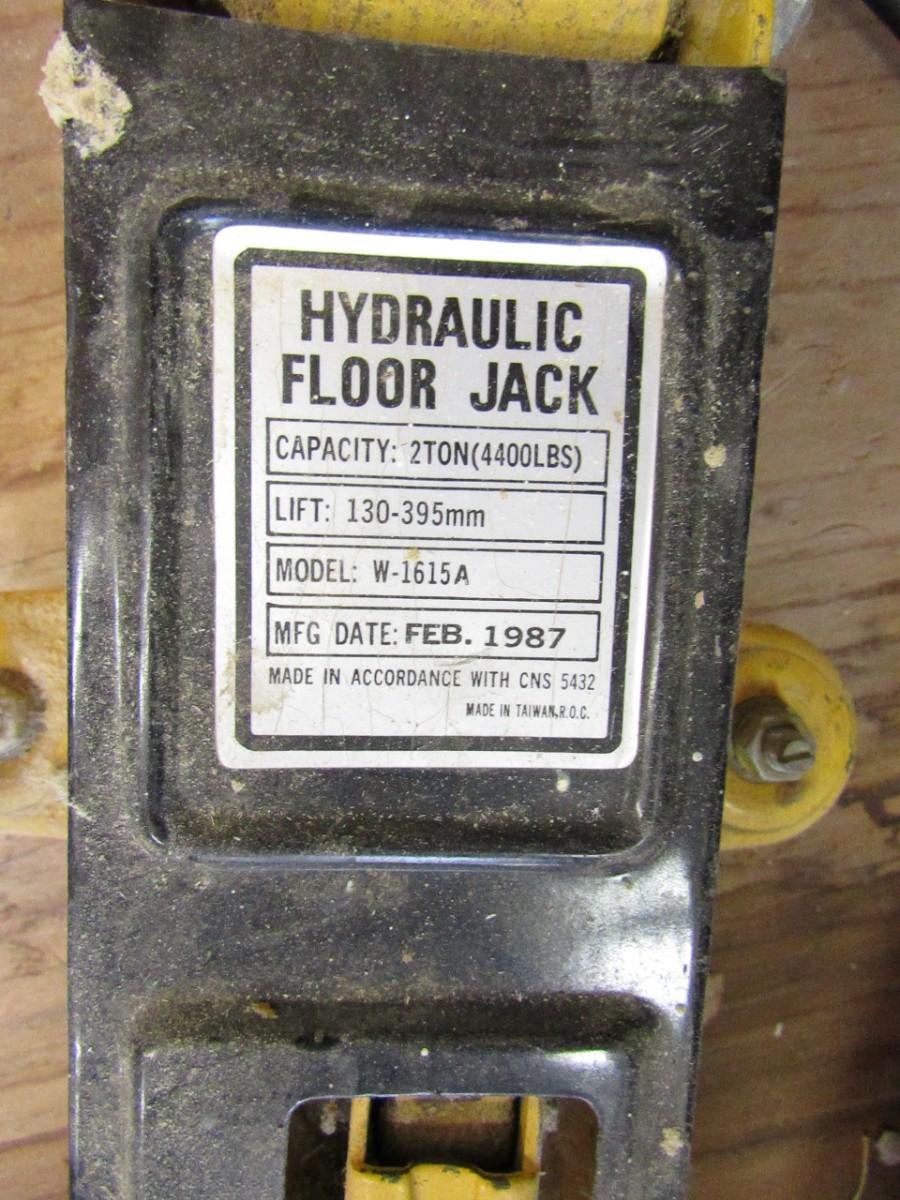 HYDRAULIC
FLOOR JACK
CAPACITY: 2TON(4400LBS)
LIFT: 130-395mm
MODEL: W-1615A
MFG DATE: FEB. 1987
MADE IN ACCORDANCE WITH CNS 5432
MADE IN TAIWAN,R.O.C.